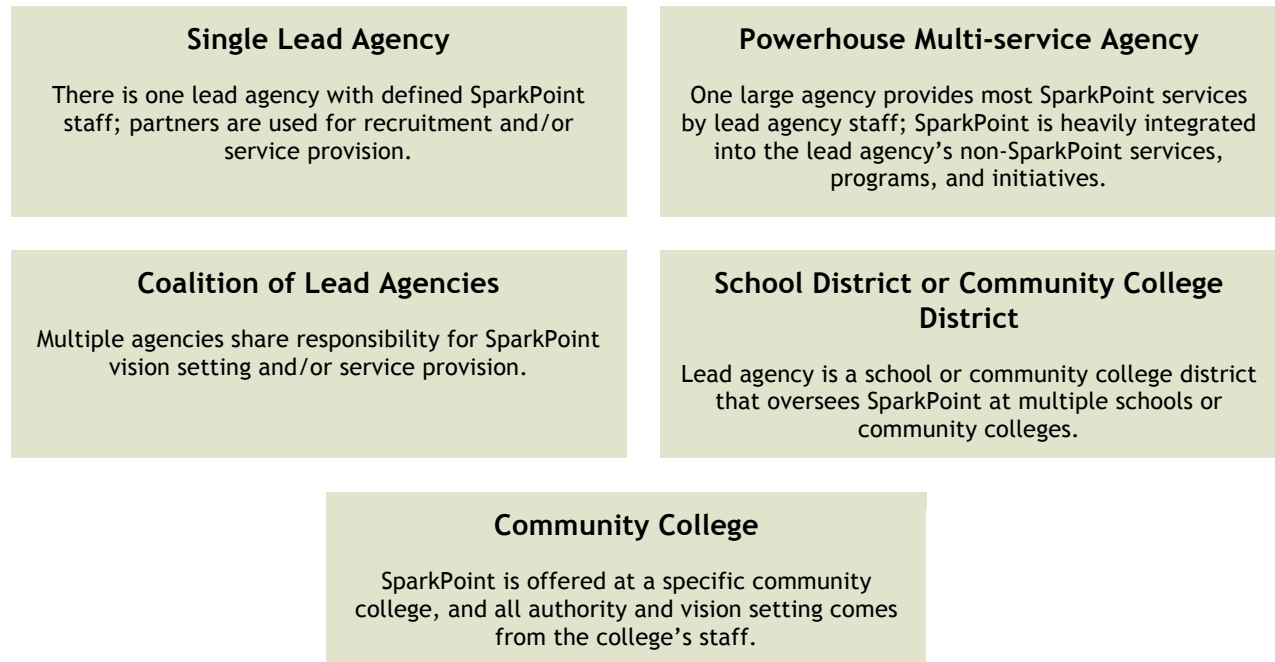 Single Lead Agency
There is one lead agency with defined SparkPoint
staff; partners are used for recruitment and/or
service provision.
Powerhouse Multi-service Agency
One large agency provides most SparkPoint services
by lead agency staff; SparkPoint is heavily integrated
into the lead agency’s non-SparkPoint services,
programs, and initiatives.
Coalition of Lead Agencies
Multiple agencies share responsibility for SparkPoint
vision setting and/or service provision.
School District or Community College
District
Lead agency is a school or community college district
that oversees SparkPoint at multiple schools or
community colleges.
Community College
SparkPoint is offered at a specific community
college, and all authority and vision setting comes
from the college’s staff.